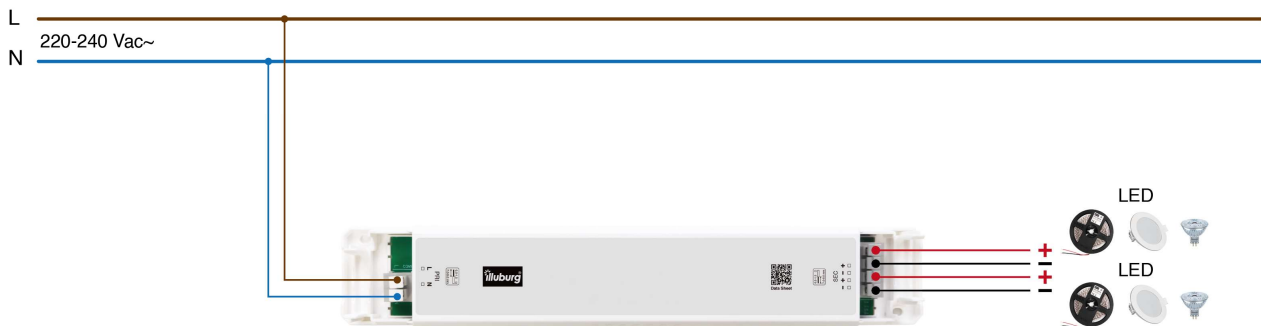 L
220-240 Vac~
N
LED
L
N
PRI
illuburg
Data Sheet
SEC
+
-
+
-
+
−
+
−
LED